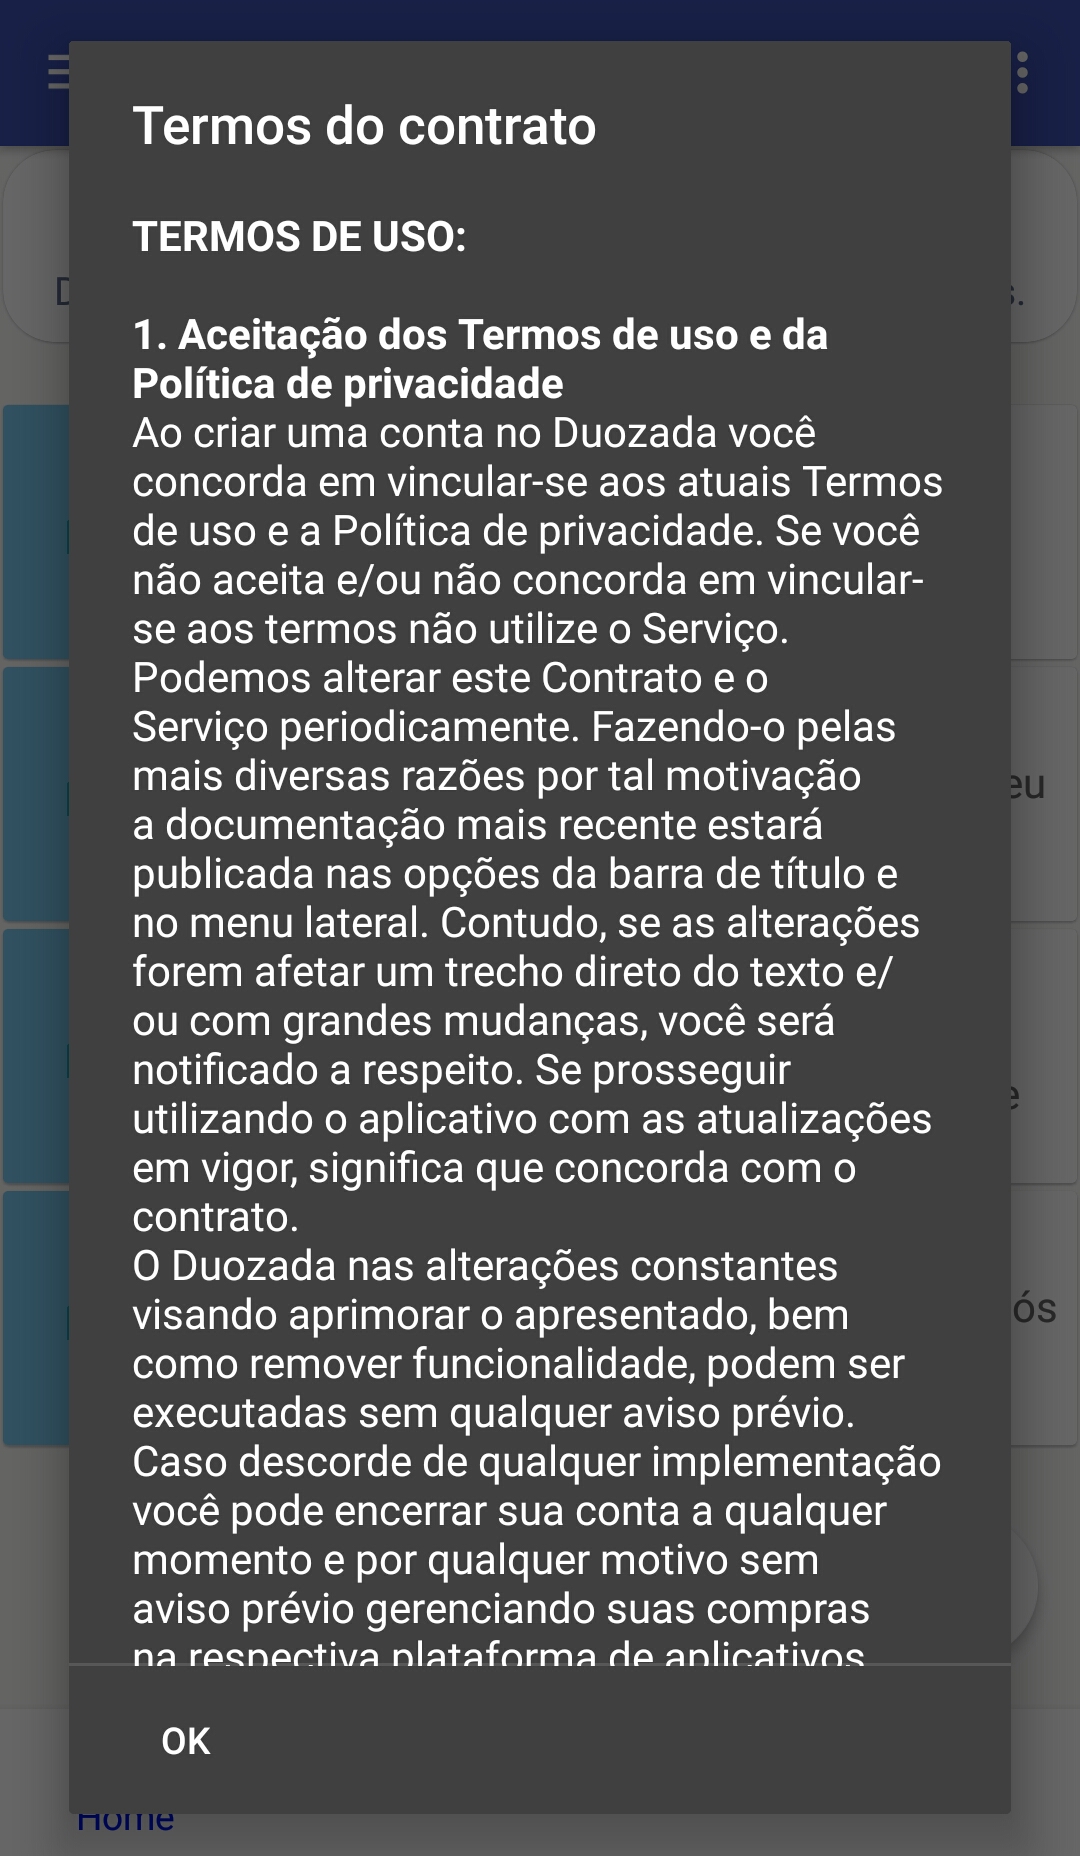 Termos do contrato
TERMOS DE USO:
1. Aceitação dos Termos de uso e da
Política de privacidade
Ao criar uma conta no Duozada você
concorda em vincular-se aos atuais Termos
de uso e a Política de privacidade. Se você
não aceita e/ou não concorda em vincular-
se aos termos não utilize o Serviço.
Podemos alterar este Contrato e o
Serviço periodicamente. Fazendo-o pelas
mais diversas razões por tal motivação
a documentação mais recente estará
publicada nas opções da barra de título e
no menu lateral. Contudo, se as alterações
forem afetar um trecho direto do texto e/
ou com grandes mudanças, você será
notificado a respeito. Se prosseguir
utilizando o aplicativo com as atualizações
em vigor, significa que concorda com o
contrato.
O Duozada nas alterações constantes
visando aprimorar o apresentado, bem
como remover funcionalidade, podem ser
executadas sem qualquer aviso prévio.
Caso descorde de qualquer implementação
você pode encerrar sua conta a qualquer
momento e por qualquer motivo sem
aviso prévio gerenciando suas compras
na respectiva plataforma de aplicativos
OK
Home